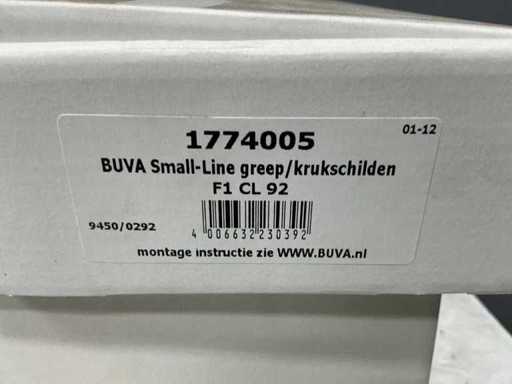 01-12
1774005
BUVA Small-Line greep/krukschilden
F1 CL 92
9450/0292
4 006632 230392
montage instructie zie WWW.BUVA.nl